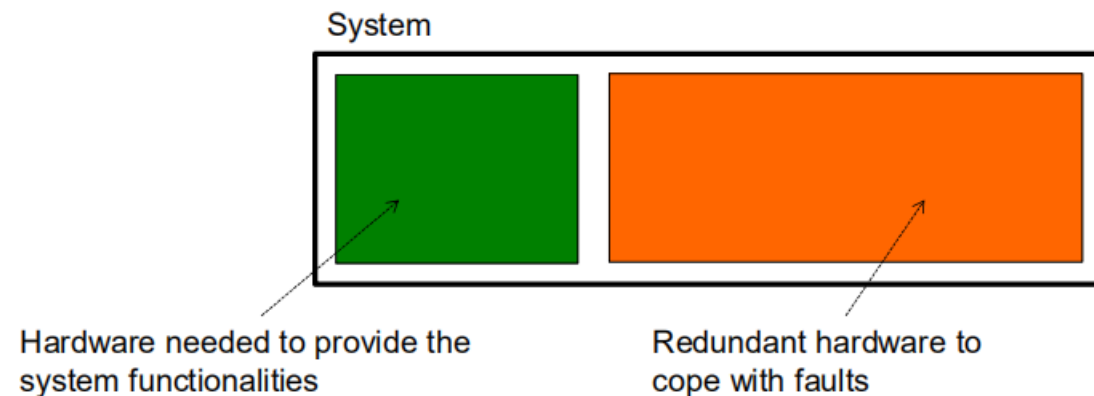 System
Hardware needed to provide the
system functionalities
Redundant hardware to
cope with faults